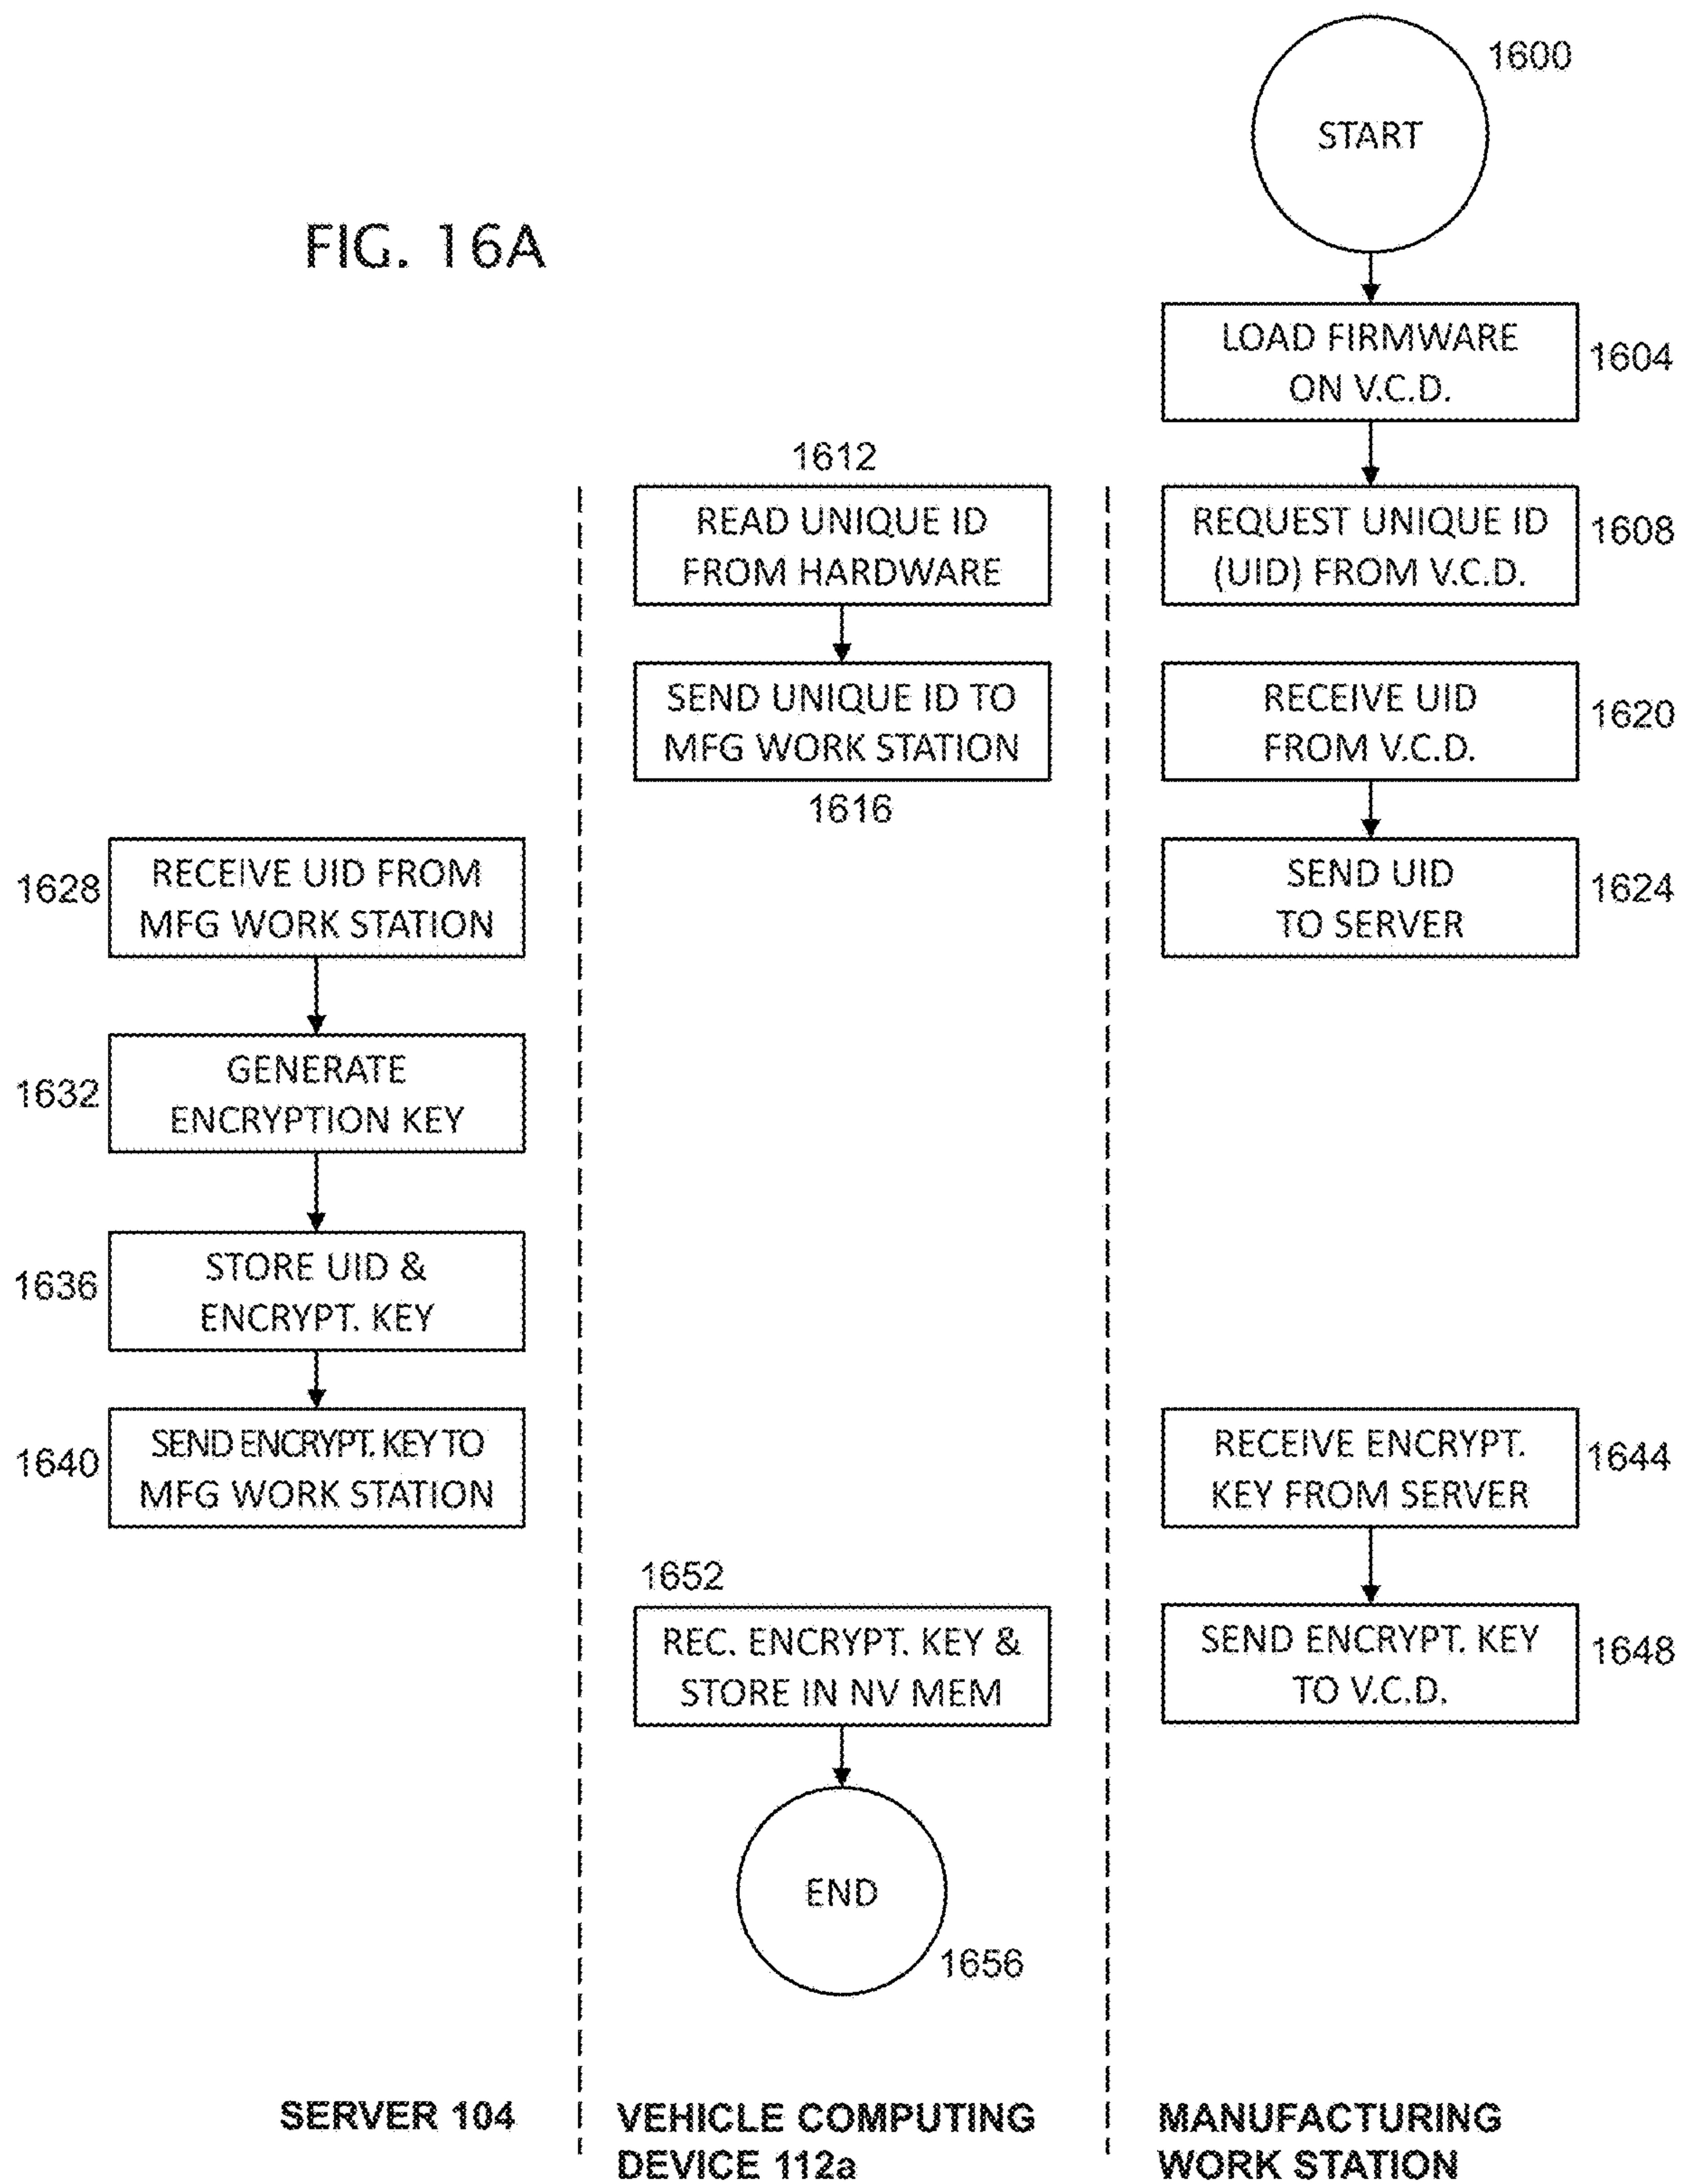 1600
START
FIG. 16A
LOAD FIRMWARE
ON V.C.D.
1604
1612
READ UNIQUE ID
FROM HARDWARE
REQUEST UNIQUE ID
(UID) FROM V.C.D.
1608
SEND UNIQUE ID TO
MFG WORK STATION
1616
RECEIVE UID
FROM V.C.D.
1620
1628
RECEIVE UID FROM
MFG WORK STATION
SEND UID
TO SERVER
1624
1632
GENERATE
ENCRYPTION KEY
1636
STORE UID &
ENCRYPT. KEY
1640
SEND ENCRYPT. KEY TO
MFG WORK STATION
RECEIVE ENCRYPT.
KEY FROM SERVER
1644
1652
REC. ENCRYPT. KEY &
STORE IN NV MEM
SEND ENCRYPT. KEY
TO V.C.D.
1648
END
1656
SERVER 104
VEHICLE COMPUTING
DEVICE 112a
MANUFACTURING
WORK STATION